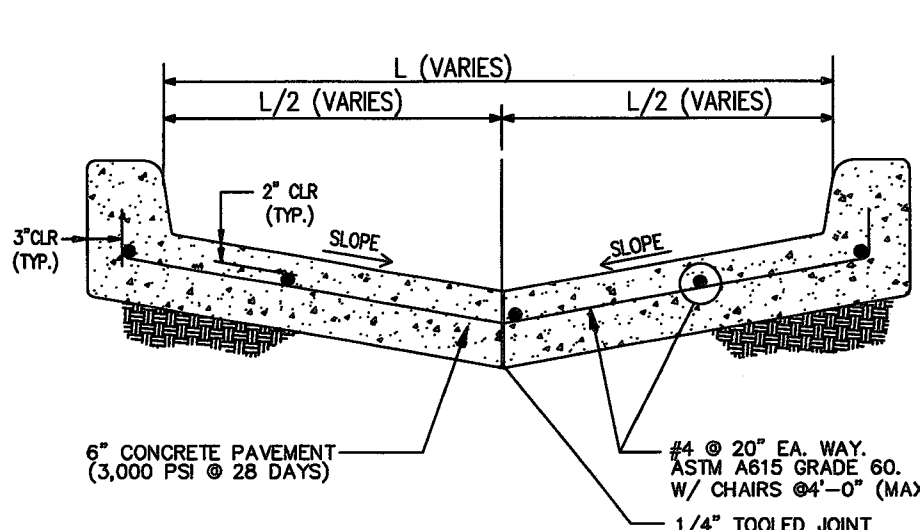 L (VARIES)
L/2 (VARIES)
L/2 (VARIES)
2" CLR
(TYP.)
3"CLR
(TYP.)
SLOPE
SLOPE
6" CONCRETE PAVEMENT
(3,000 PSI @ 28 DAYS)
#4 @ 20" EA. WAY.
ASTM A615 GRADE 60.
W/ CHAIRS @4'-0" (MAX
1/4" TOOLED JOINT